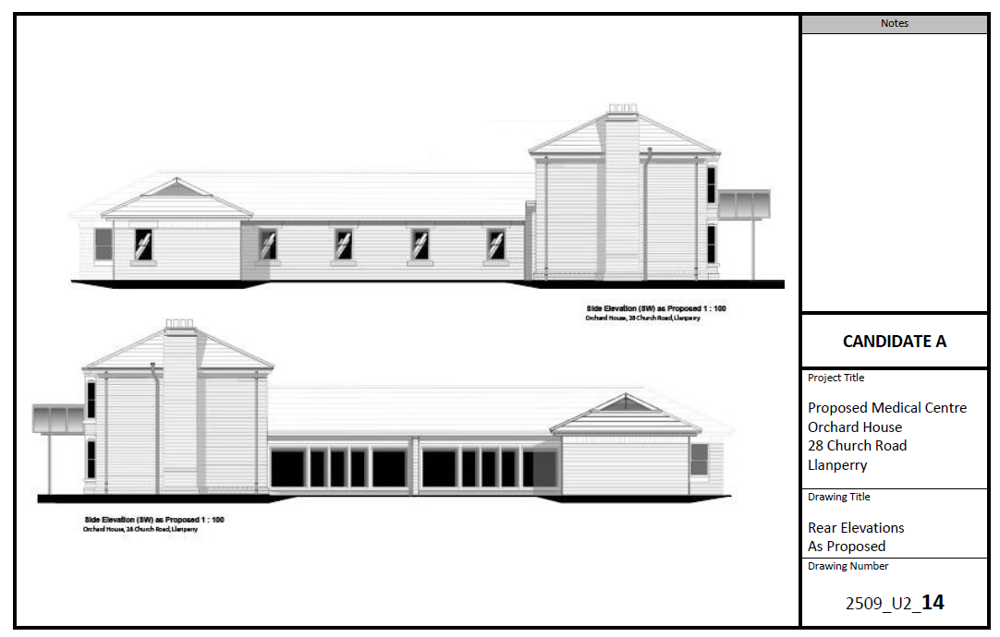 Notes
Side Elevation (SW) as Proposed 1 : 100
Orchard House, 28 Church Road, Llanperry
Side Elevation (SW) as Proposed 1 : 100
Orchard House, 28 Church Road, Llanperry
CANDIDATE A
Project Title
Proposed Medical Centre
Orchard House
28 Church Road
Llanperry
Drawing Title
Rear Elevations
As Proposed
Drawing Number
2509_U2_14